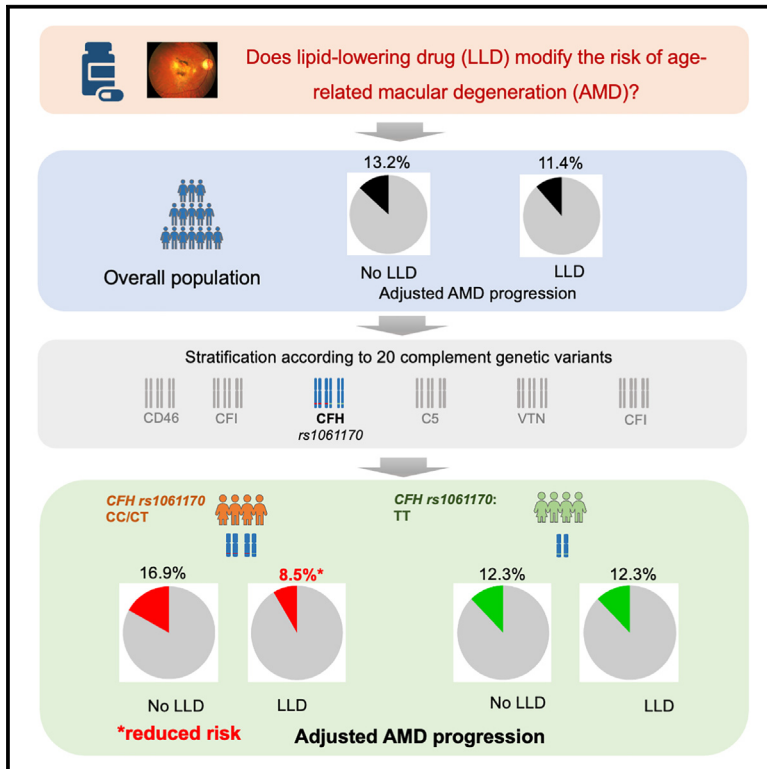 Does lipid-lowering drug (LLD) modify the risk of age-
related macular degeneration (AMD)?
13.2%
11.4%
Overall population
No LLD
LLD
Adjusted AMD progression
Stratification according to 20 complement genetic variants
CD46
CFI
CFH
C5
VTN
CFI
rs1061170
CFH rs1061170
CC/CT
CFH rs1061170:
TT
16.9%
8.5%*
12.3%
12.3%
No LLD
LLD
No LLD
LLD
*reduced risk
Adjusted AMD progression